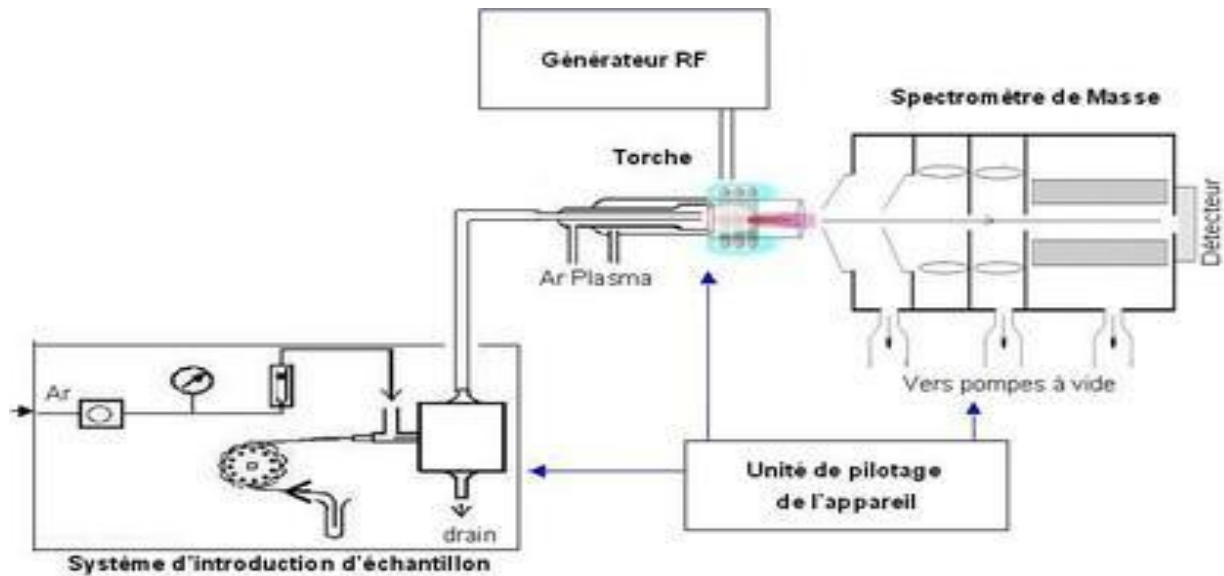 Générateur RF
Spectromètre de Masse
Torche
Détecteur
Ar Plasma
Vers pompes à vide
Ar
Unité de pilotage
de l'appareil
drain
Système d'introduction d'échantillon